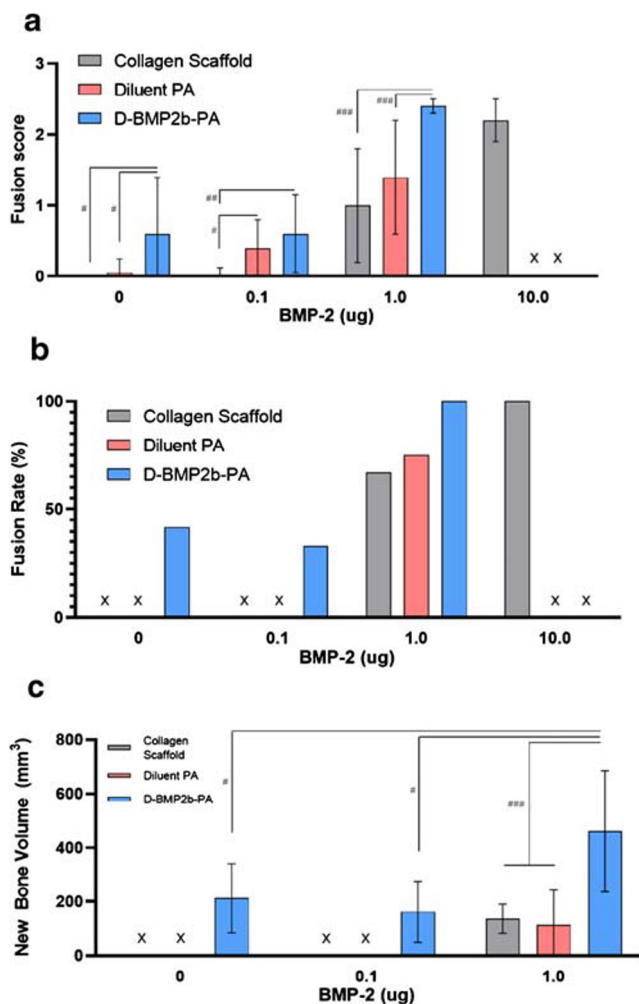 a
Collagen Scaffold
Diluent PA
D-BMP2b-PA
Fusion score
3
2
1
0
#
#
##
#
###
###
X X
0 0.1 1.0 10.0
BMP-2 (ug)
b
Collagen Scaffold
Diluent PA
D-BMP2b-PA
Fusion Rate (%)
100
50
0
X X X X X X
0 0.1 1.0 10.0
BMP-2 (ug)
c
Collagen
Scaffold
Diluent PA
D-BMP2b-PA
New Bone Volume (mm³)
800
600
400
200
0
#
#
###
X X X X
0 0.1 1.0
BMP-2 (ug)